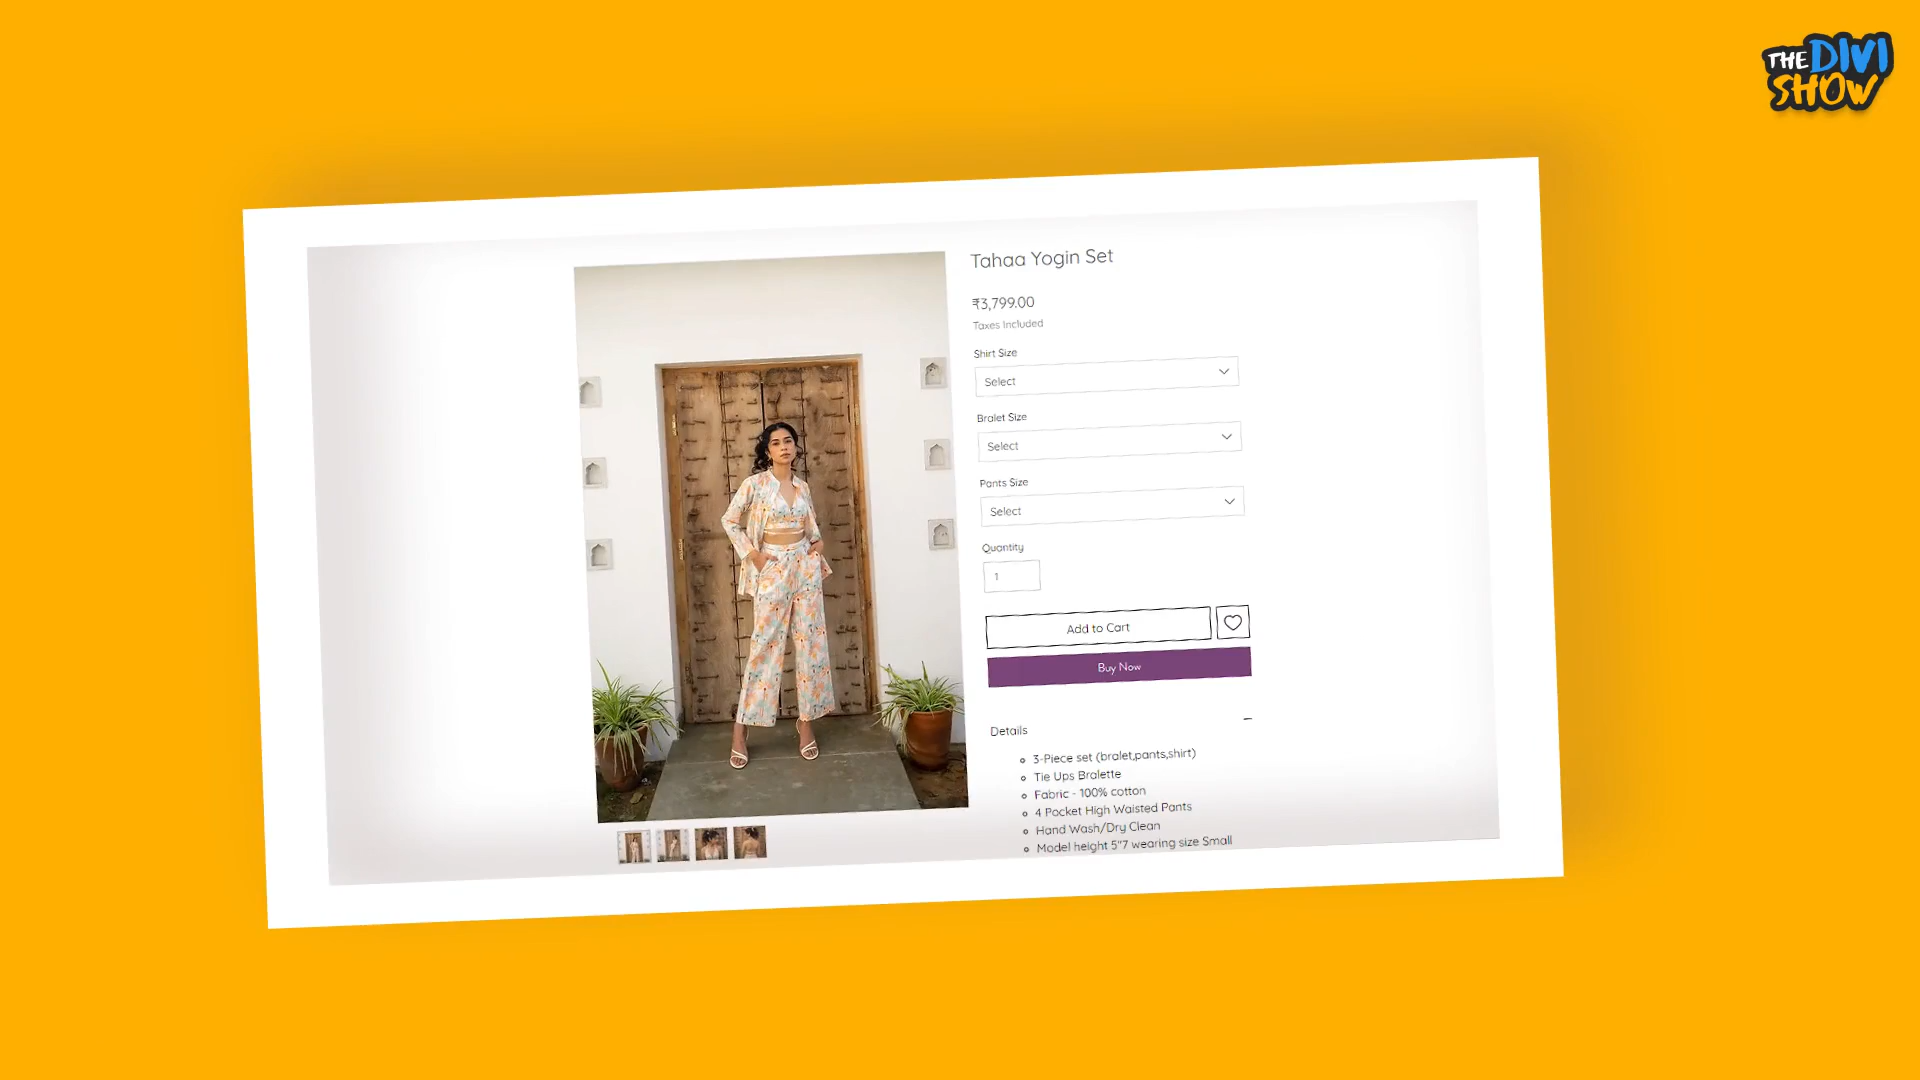 THE DIVI
SHOW
Tahaa Yogin Set
₹3,799.00
Taxes Included
Shirt Size
Select
Bralet Size
Select
Pants Size
Select
Quantity
1
Add to Cart
Buy Now
Details
3-Piece set (bralet,pants,shirt)
Tie Ups Bralette
Fabric - 100% cotton
4 Pocket High Waisted Pants
Hand Wash/Dry Clean
Model height 5"7 wearing size Small